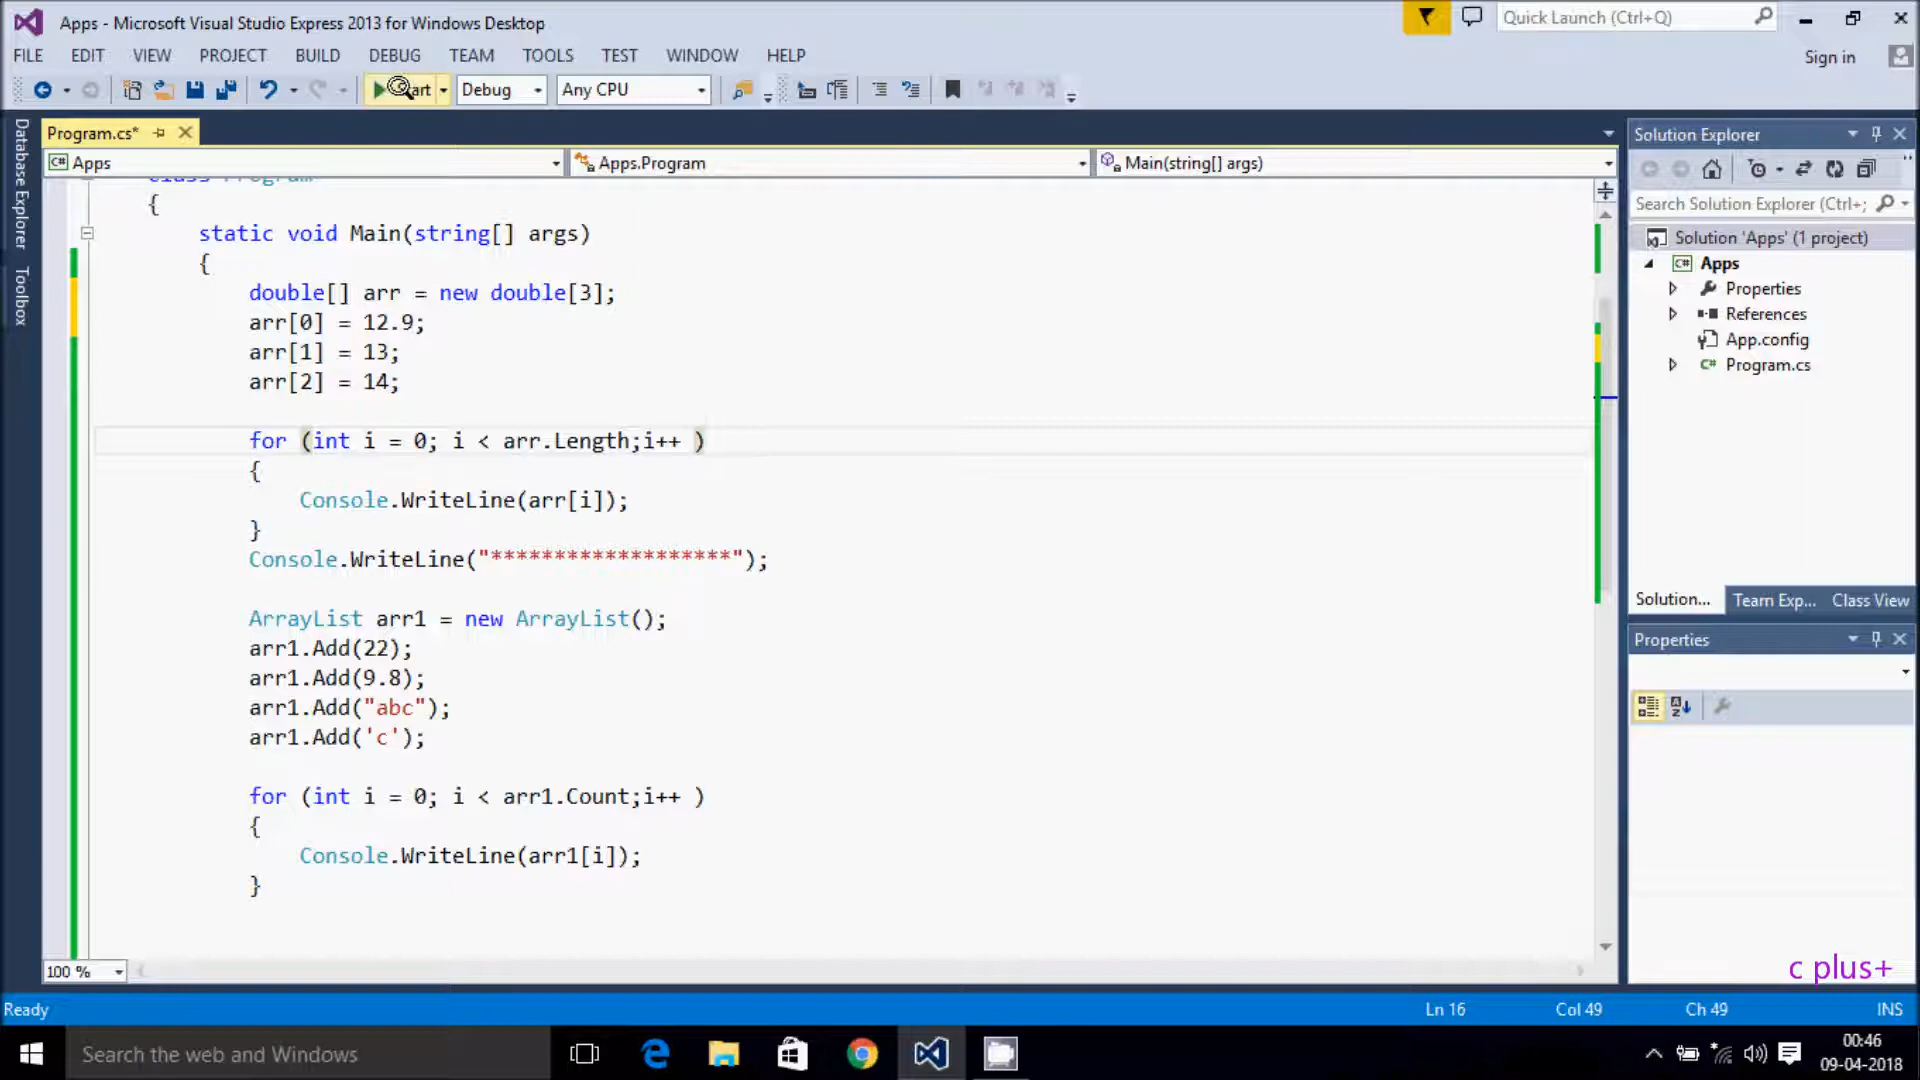 Apps - Microsoft Visual Studio Express 2013 for Windows Desktop
Quick Launch (Ctrl+Q)
FILE EDIT VIEW PROJECT BUILD DEBUG TEAM TOOLS TEST WINDOW HELP
Sign in
Debug
Any CPU
Database Explorer
Toolbox
Program.cs*
Apps
Apps.Program
Main(string[] args)
class Program
{
static void Main(string[] args)
{
double[] arr = new double[3];
arr[0] = 12.9;
arr[1] = 13;
arr[2] = 14;
for (int i = 0; i < arr.Length;i++ )
{
Console.WriteLine(arr[i]);
}
Console.WriteLine("*******************");
ArrayList arr1 = new ArrayList();
arr1.Add(22);
arr1.Add(9.8);
arr1.Add("abc");
arr1.Add('c');
for (int i = 0; i < arr1.Count;i++ )
{
Console.WriteLine(arr1[i]);
}
100 %
Solution Explorer
Search Solution Explorer (Ctrl+;
Solution 'Apps' (1 project)
C# Apps
Properties
References
App.config
C# Program.cs
Solution... Team Exp... Class View
Properties
c plus+
Ready
Ln 16
Col 49
Ch 49
INS
Search the web and Windows
00:46
09-04-2018